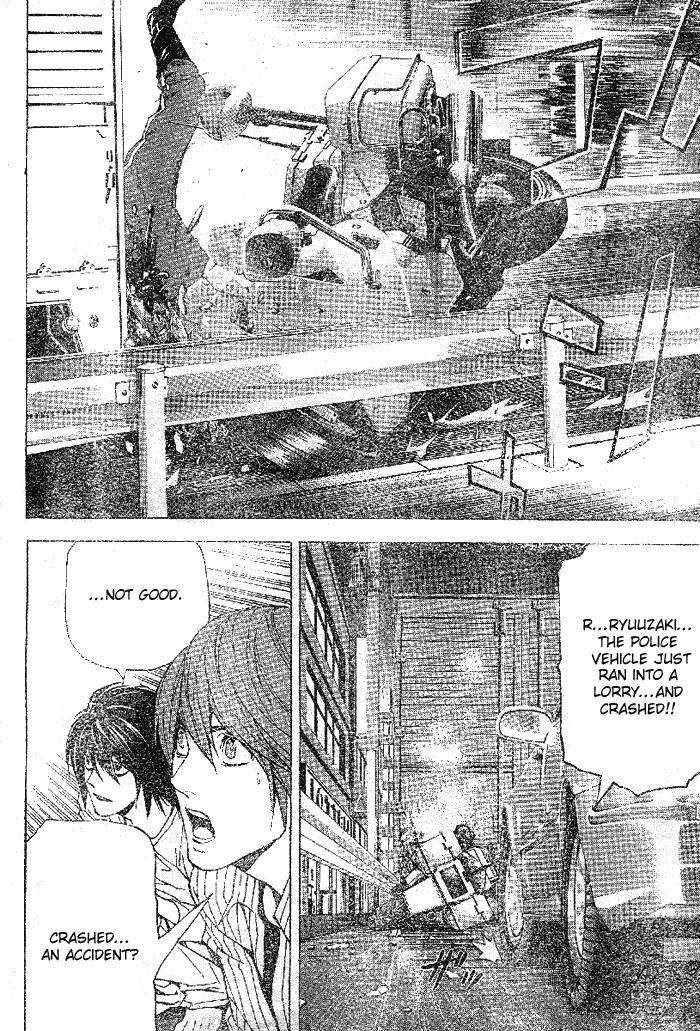 R...RYUUZAKI...
THE POLICE
VEHICLE JUST
RAN INTO A
LORRY...AND
CRASHED!!
...NOT GOOD.
CRASHED...
AN ACCIDENT?